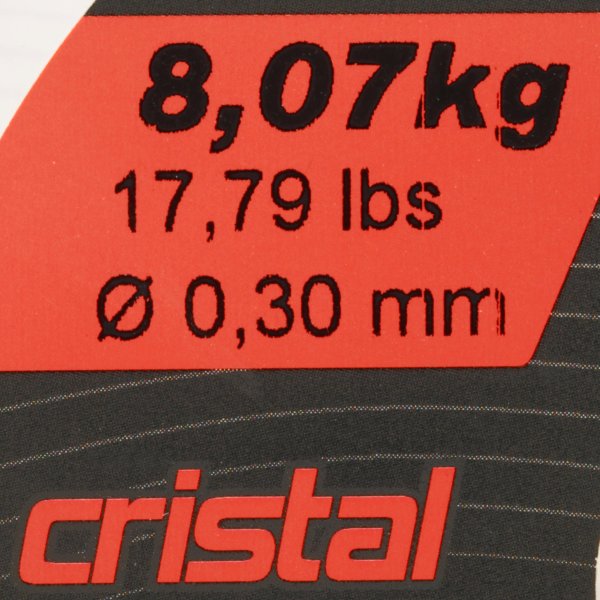 8,07kg
17,79 lbs
Ø 0,30 mm
cristal